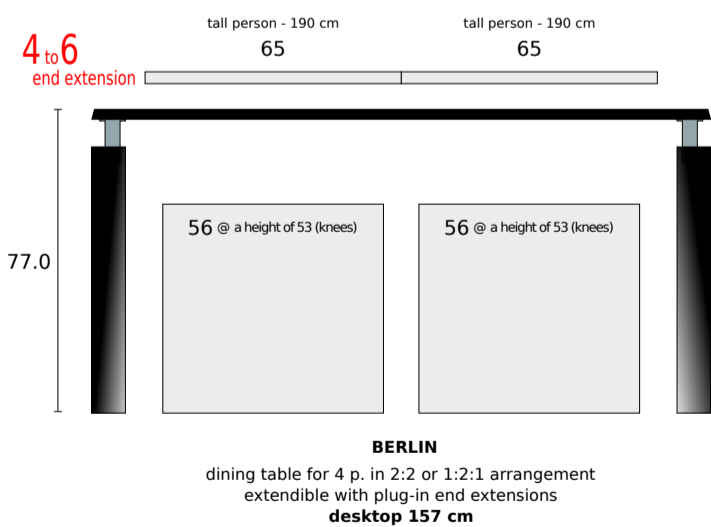 tall person - 190 cm
65
tall person - 190 cm
65
4 to 6
end extension
56 @ a height of 53 (knees)
56 @ a height of 53 (knees)
77.0
BERLIN
dining table for 4 p. in 2:2 or 1:2:1 arrangement
extendible with plug-in end extensions
desktop 157 cm